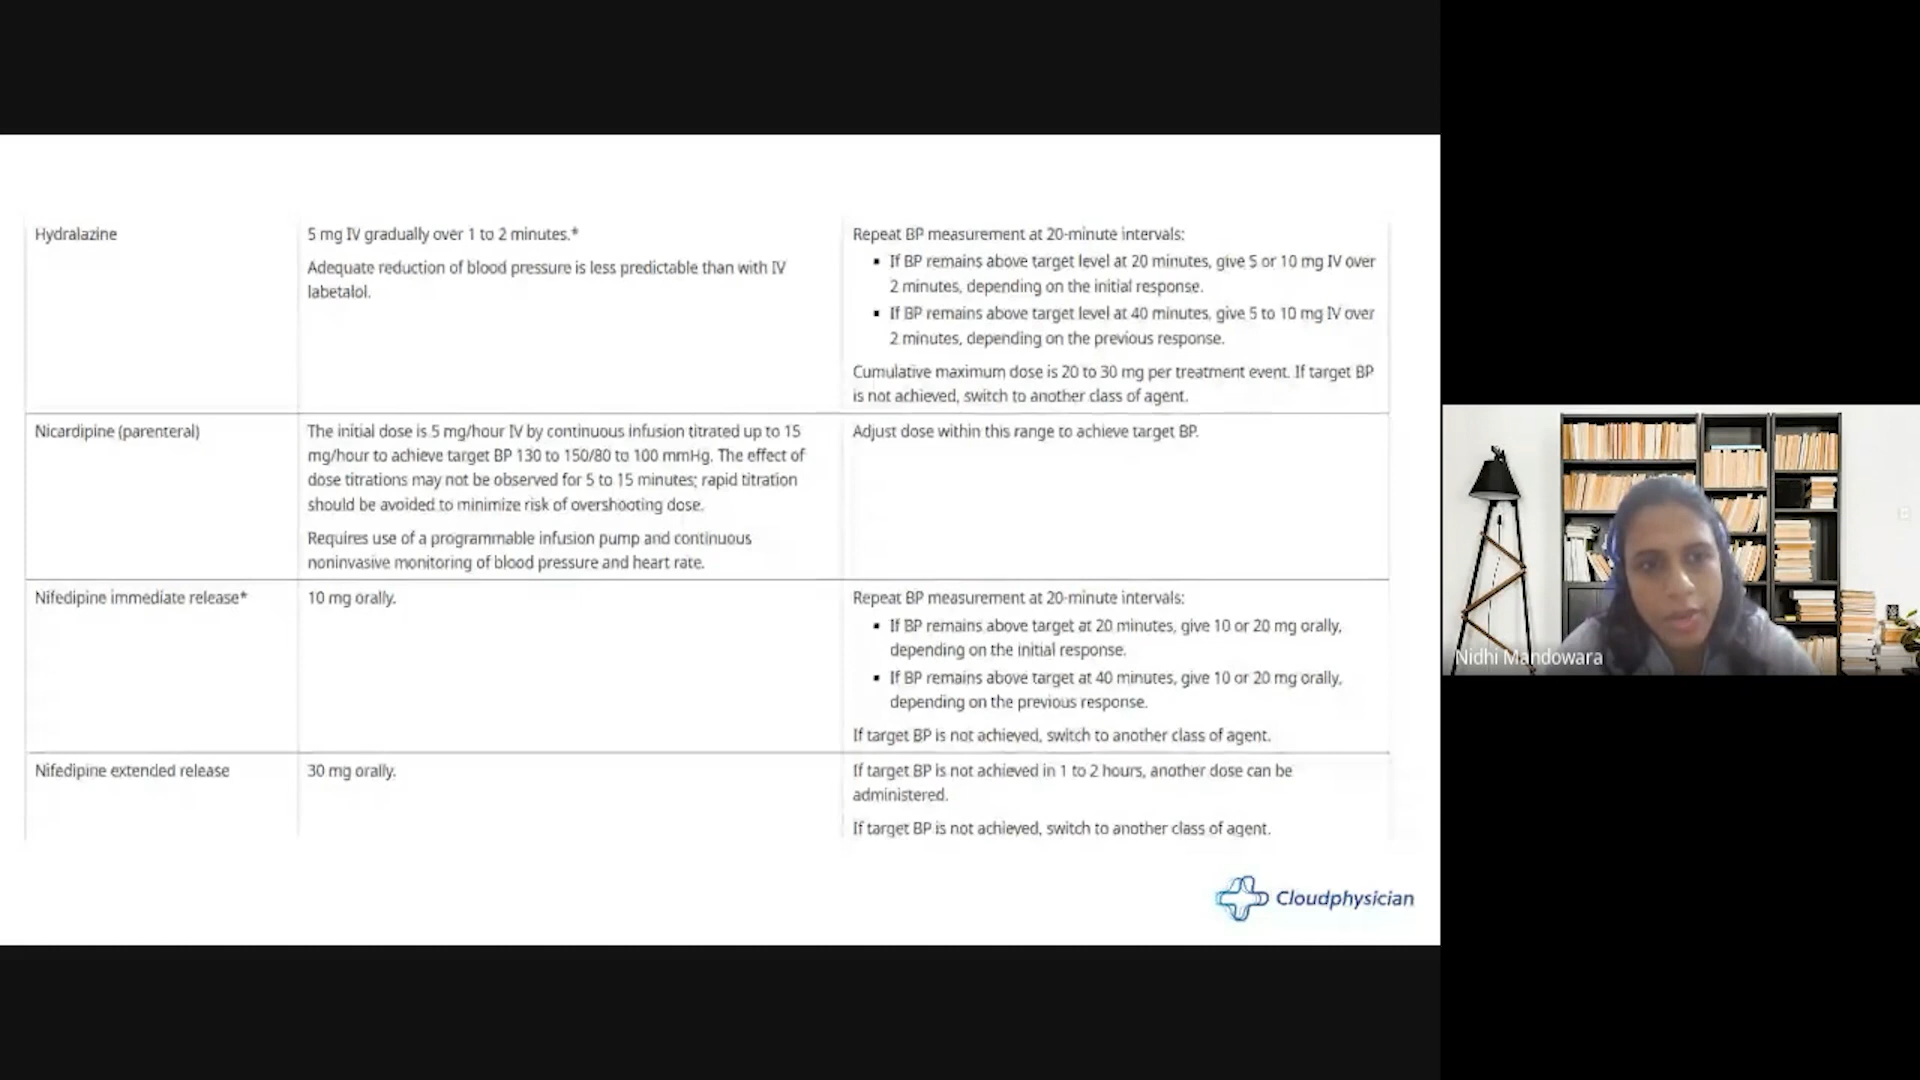 Hydralazine
5 mg IV gradually over 1 to 2 minutes.*
Adequate reduction of blood pressure is less predictable than with IV
labetalol.
Repeat BP measurement at 20-minute intervals:
▪ If BP remains above target level at 20 minutes, give 5 or 10 mg IV over
2 minutes, depending on the initial response.
▪ If BP remains above target level at 40 minutes, give 5 to 10 mg IV over
2 minutes, depending on the previous response.
Cumulative maximum dose is 20 to 30 mg per treatment event. If target BP
is not achieved, switch to another class of agent.
Nicardipine (parenteral)
The initial dose is 5 mg/hour IV by continuous infusion titrated up to 15
mg/hour to achieve target BP 130 to 150/80 to 100 mmHg. The effect of
dose titrations may not be observed for 5 to 15 minutes; rapid titration
should be avoided to minimize risk of overshooting dose.
Requires use of a programmable infusion pump and continuous
noninvasive monitoring of blood pressure and heart rate.
Adjust dose within this range to achieve target BP.
Nifedipine immediate release*
10 mg orally.
Repeat BP measurement at 20-minute intervals:
▪ If BP remains above target at 20 minutes, give 10 or 20 mg orally,
depending on the initial response.
▪ If BP remains above target at 40 minutes, give 10 or 20 mg orally,
depending on the previous response.
If target BP is not achieved, switch to another class of agent.
Nifedipine extended release
30 mg orally.
If target BP is not achieved in 1 to 2 hours, another dose can be
administered.
If target BP is not achieved, switch to another class of agent.
Cloudphysician
Nidhi Mandowara